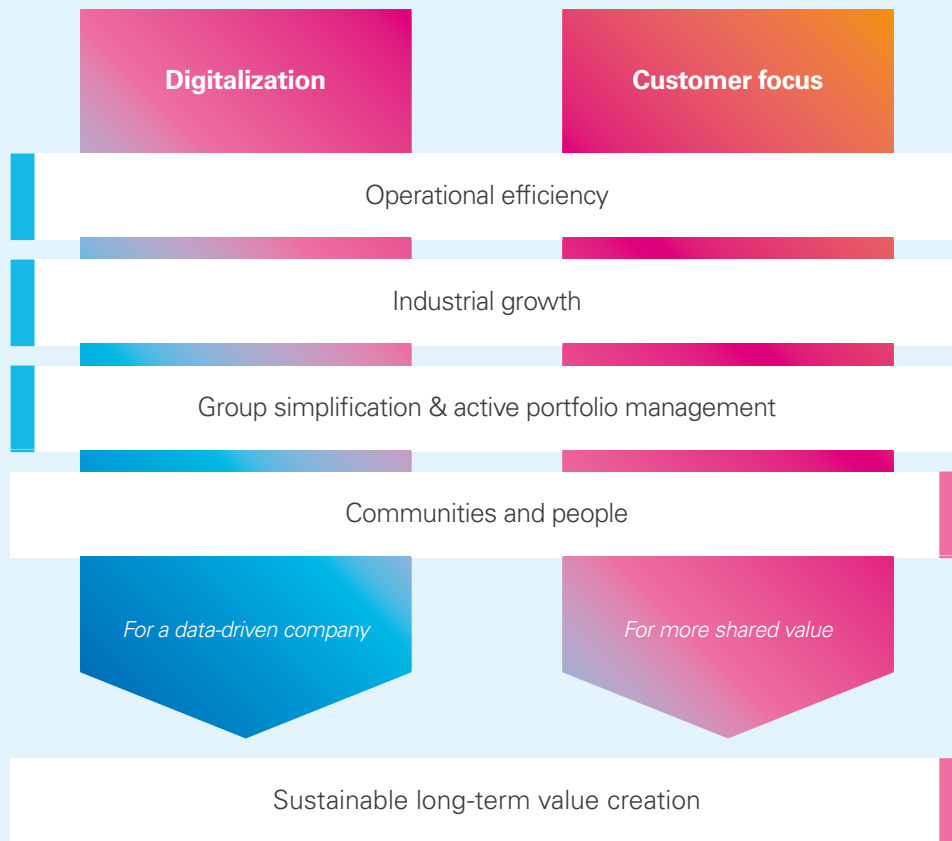 Digitalization
Customer focus
Operational efficiency
Industrial growth
Group simplification & active portfolio management
Communities and people
For a data-driven company
For more shared value
Sustainable long-term value creation